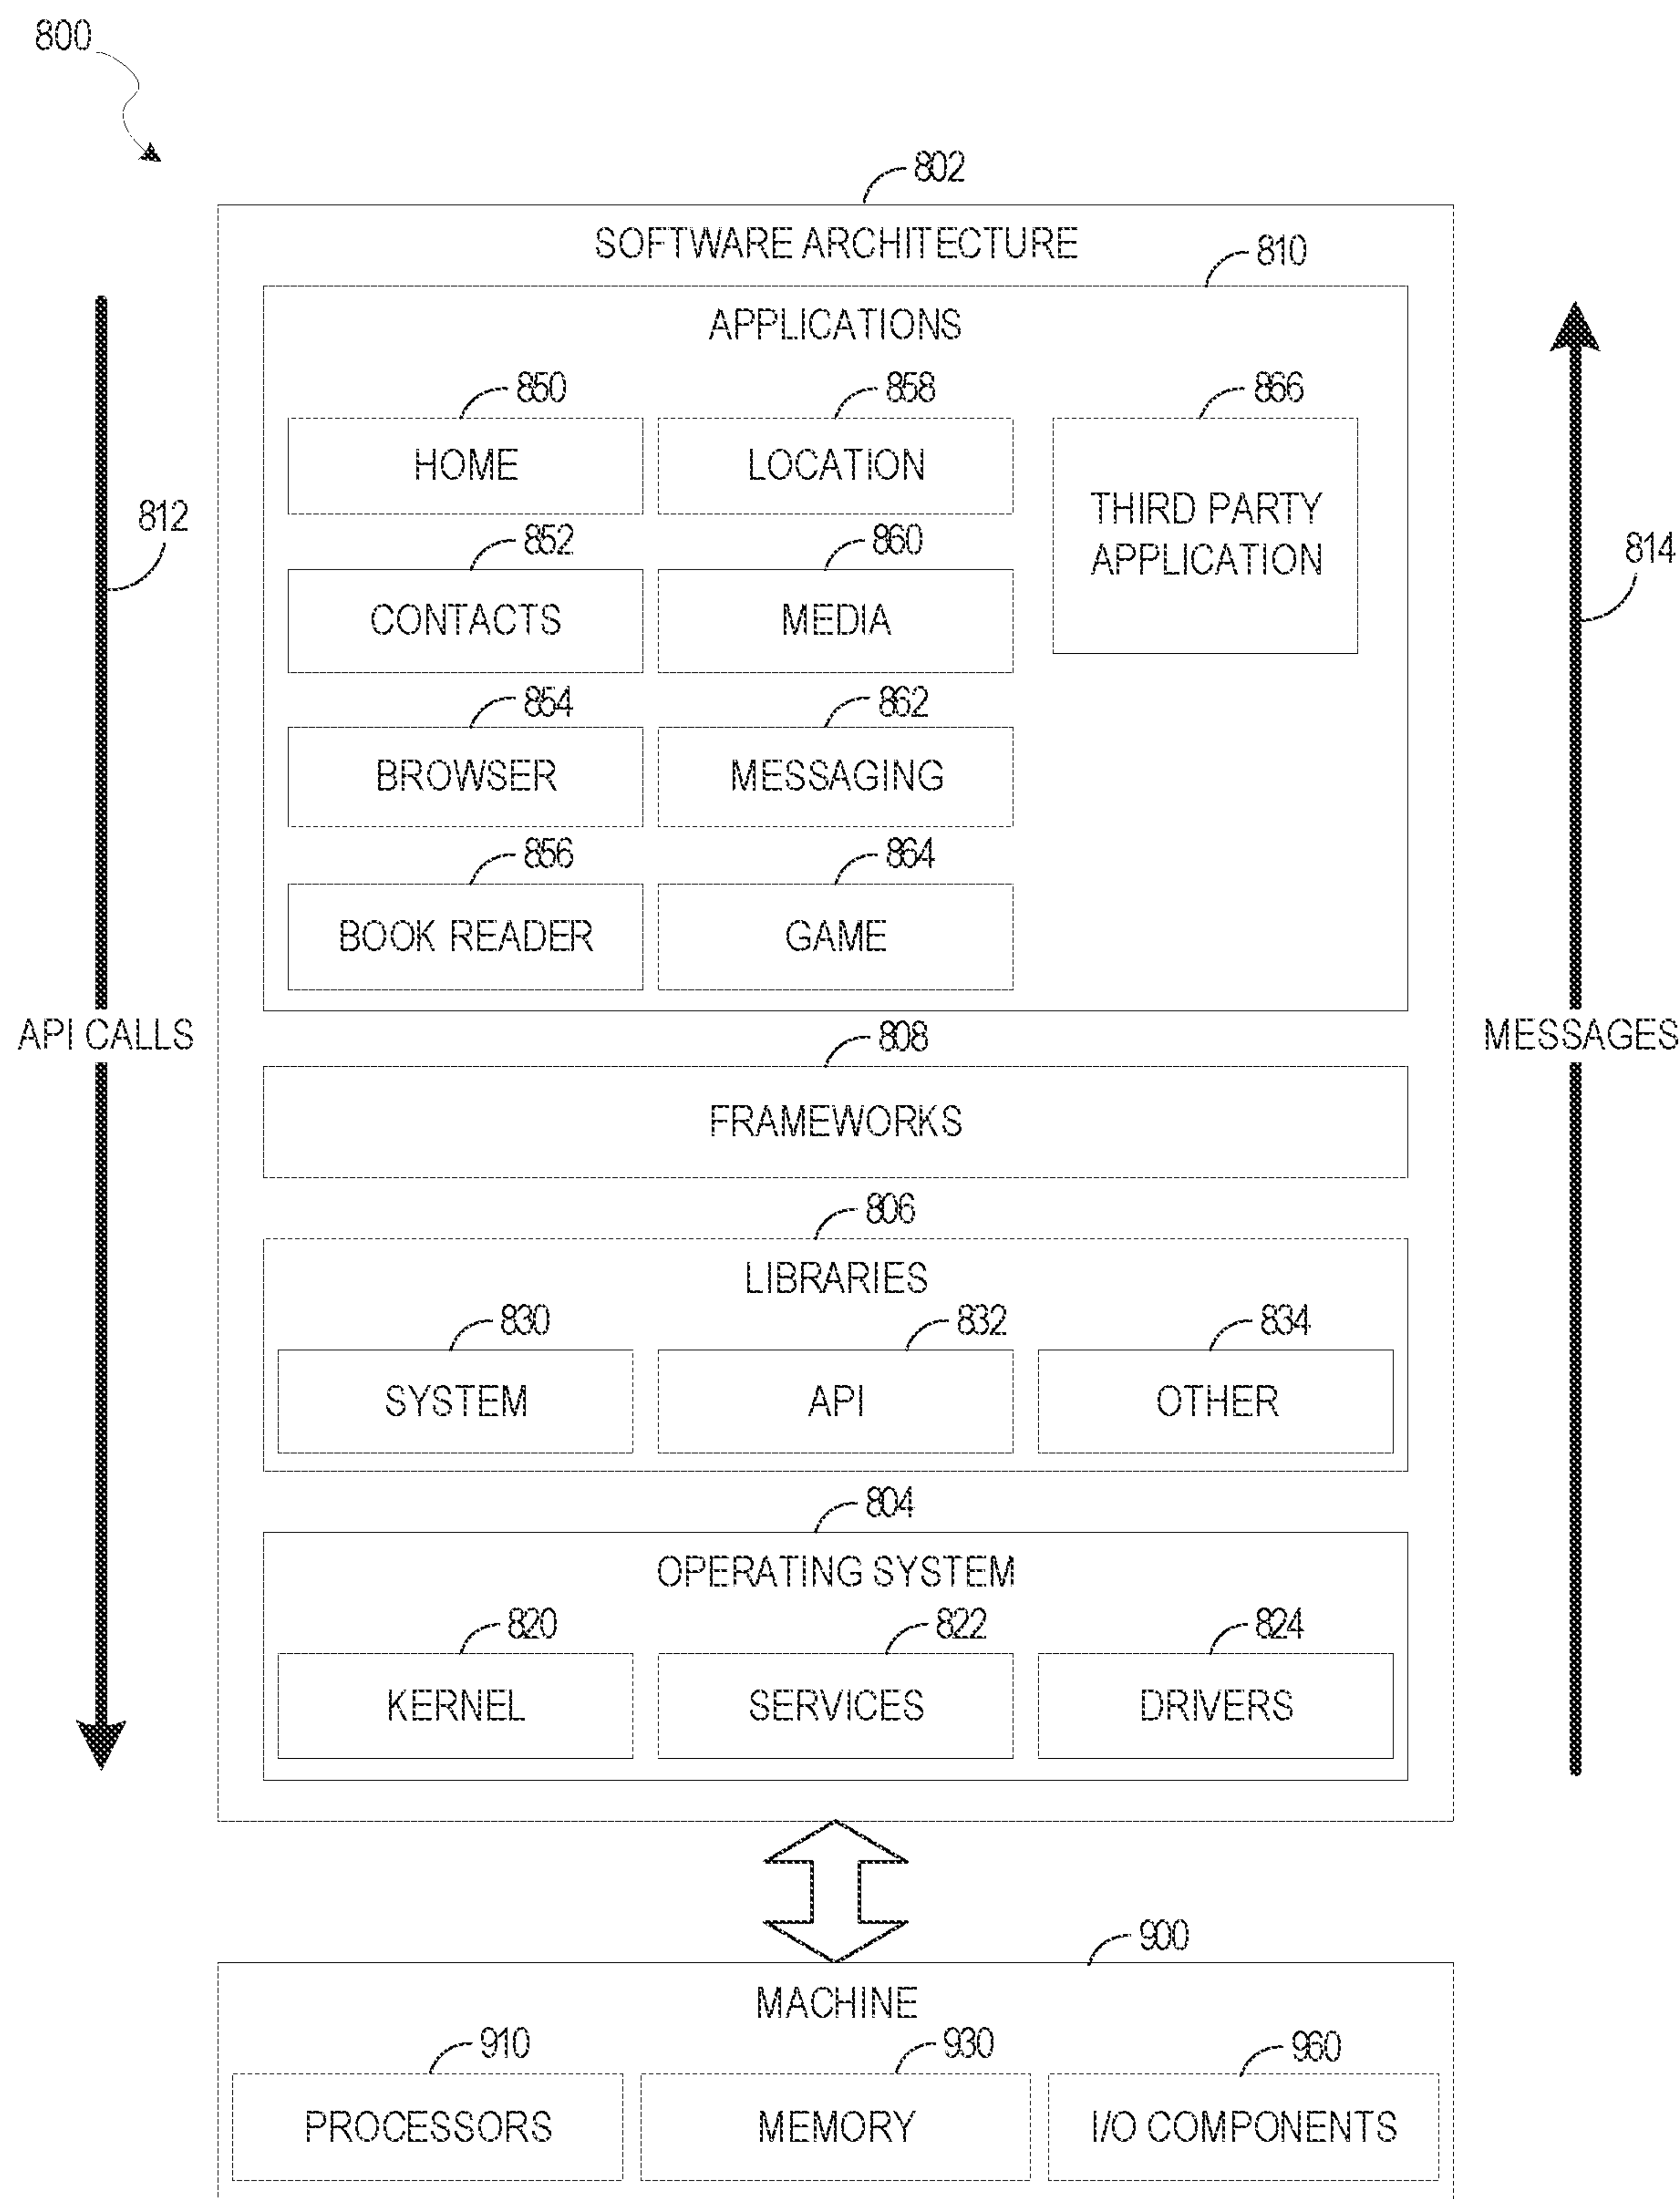 800
802
SOFTWARE ARCHITECTURE
810
APPLICATIONS
850
858
866
HOME
LOCATION
THIRD PARTY
APPLICATION
812
852
860
814
CONTACTS
MEDIA
854
862
BROWSER
MESSAGING
856
864
BOOK READER
GAME
API CALLS
MESSAGES
808
FRAMEWORKS
806
LIBRARIES
830
832
834
SYSTEM
API
OTHER
804
OPERATING SYSTEM
820
822
824
KERNEL
SERVICES
DRIVERS
900
MACHINE
910
930
960
PROCESSORS
MEMORY
I/O COMPONENTS